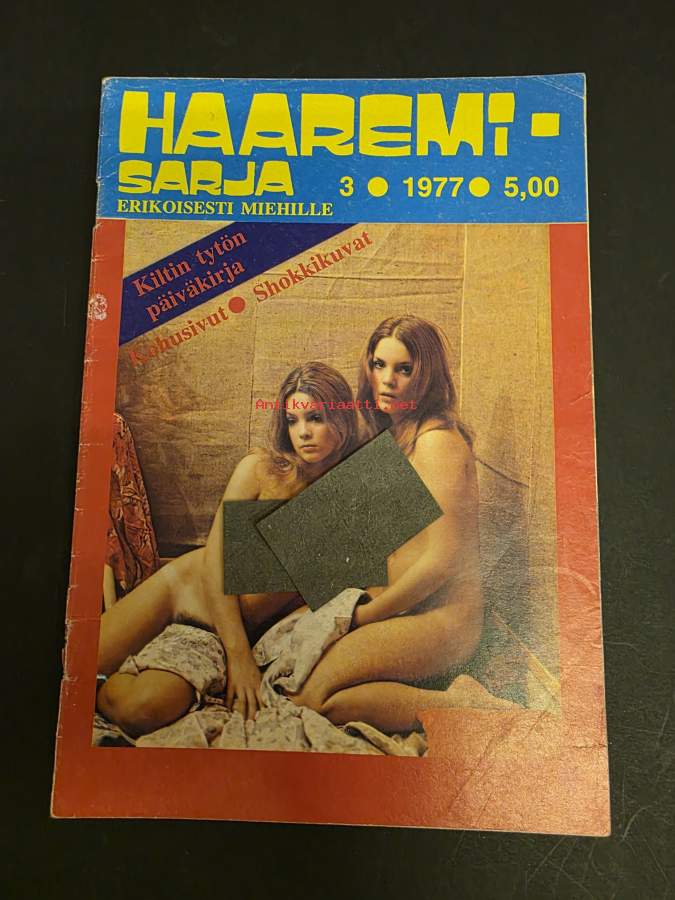 HAAREMI-
SARJA
3 ● 1977 ● 5,00
ERIKOISESTI MIEHILLE
Kiltin tytön
päiväkirja
Kohusivut ● Shokkikuvat
Antikvariaatti.net